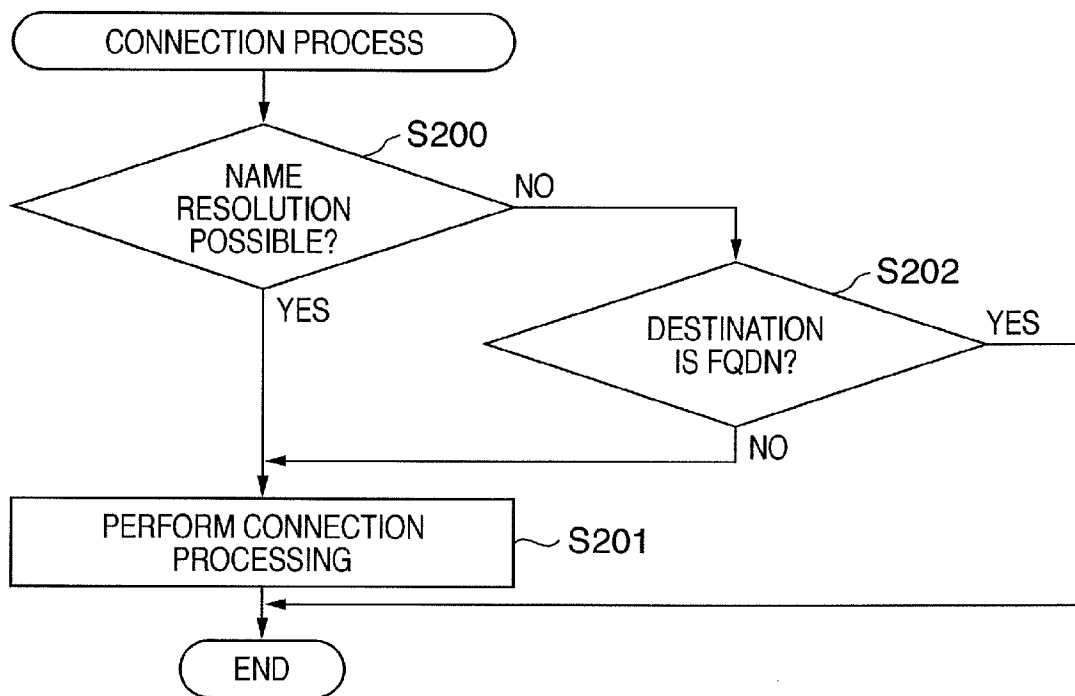 CONNECTION PROCESS
S200
NAME
RESOLUTION
POSSIBLE?
NO
YES
S202
DESTINATION
IS FQDN?
YES
NO
PERFORM CONNECTION
PROCESSING
S201
END